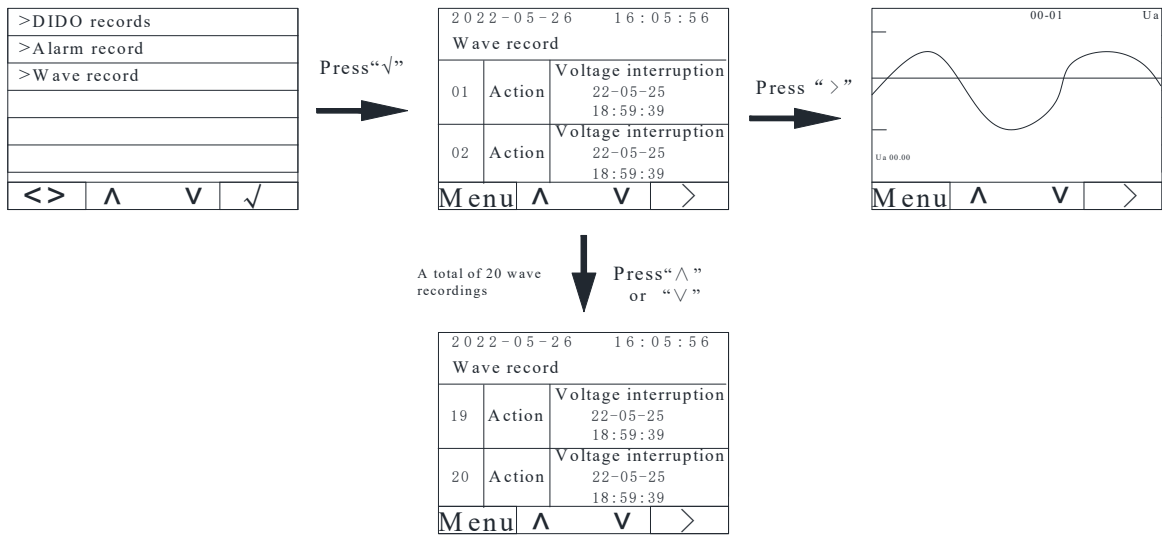 >DIDO records
>Alarm record
>Wave record
<> ∧ ∨ √
Press“√”
2022-05-26 16:05:56
Wave record
01 Action Voltage interruption
22-05-25
18:59:39
02 Action Voltage interruption
22-05-25
18:59:39
Menu ∧ ∨ >
Press “>”
00-01 Ua
Ua 00.00
Menu ∧ ∨ >
A total of 20 wave
recordings
Press“∧”
or “∨”
2022-05-26 16:05:56
Wave record
19 Action Voltage interruption
22-05-25
18:59:39
20 Action Voltage interruption
22-05-25
18:59:39
Menu ∧ ∨ >